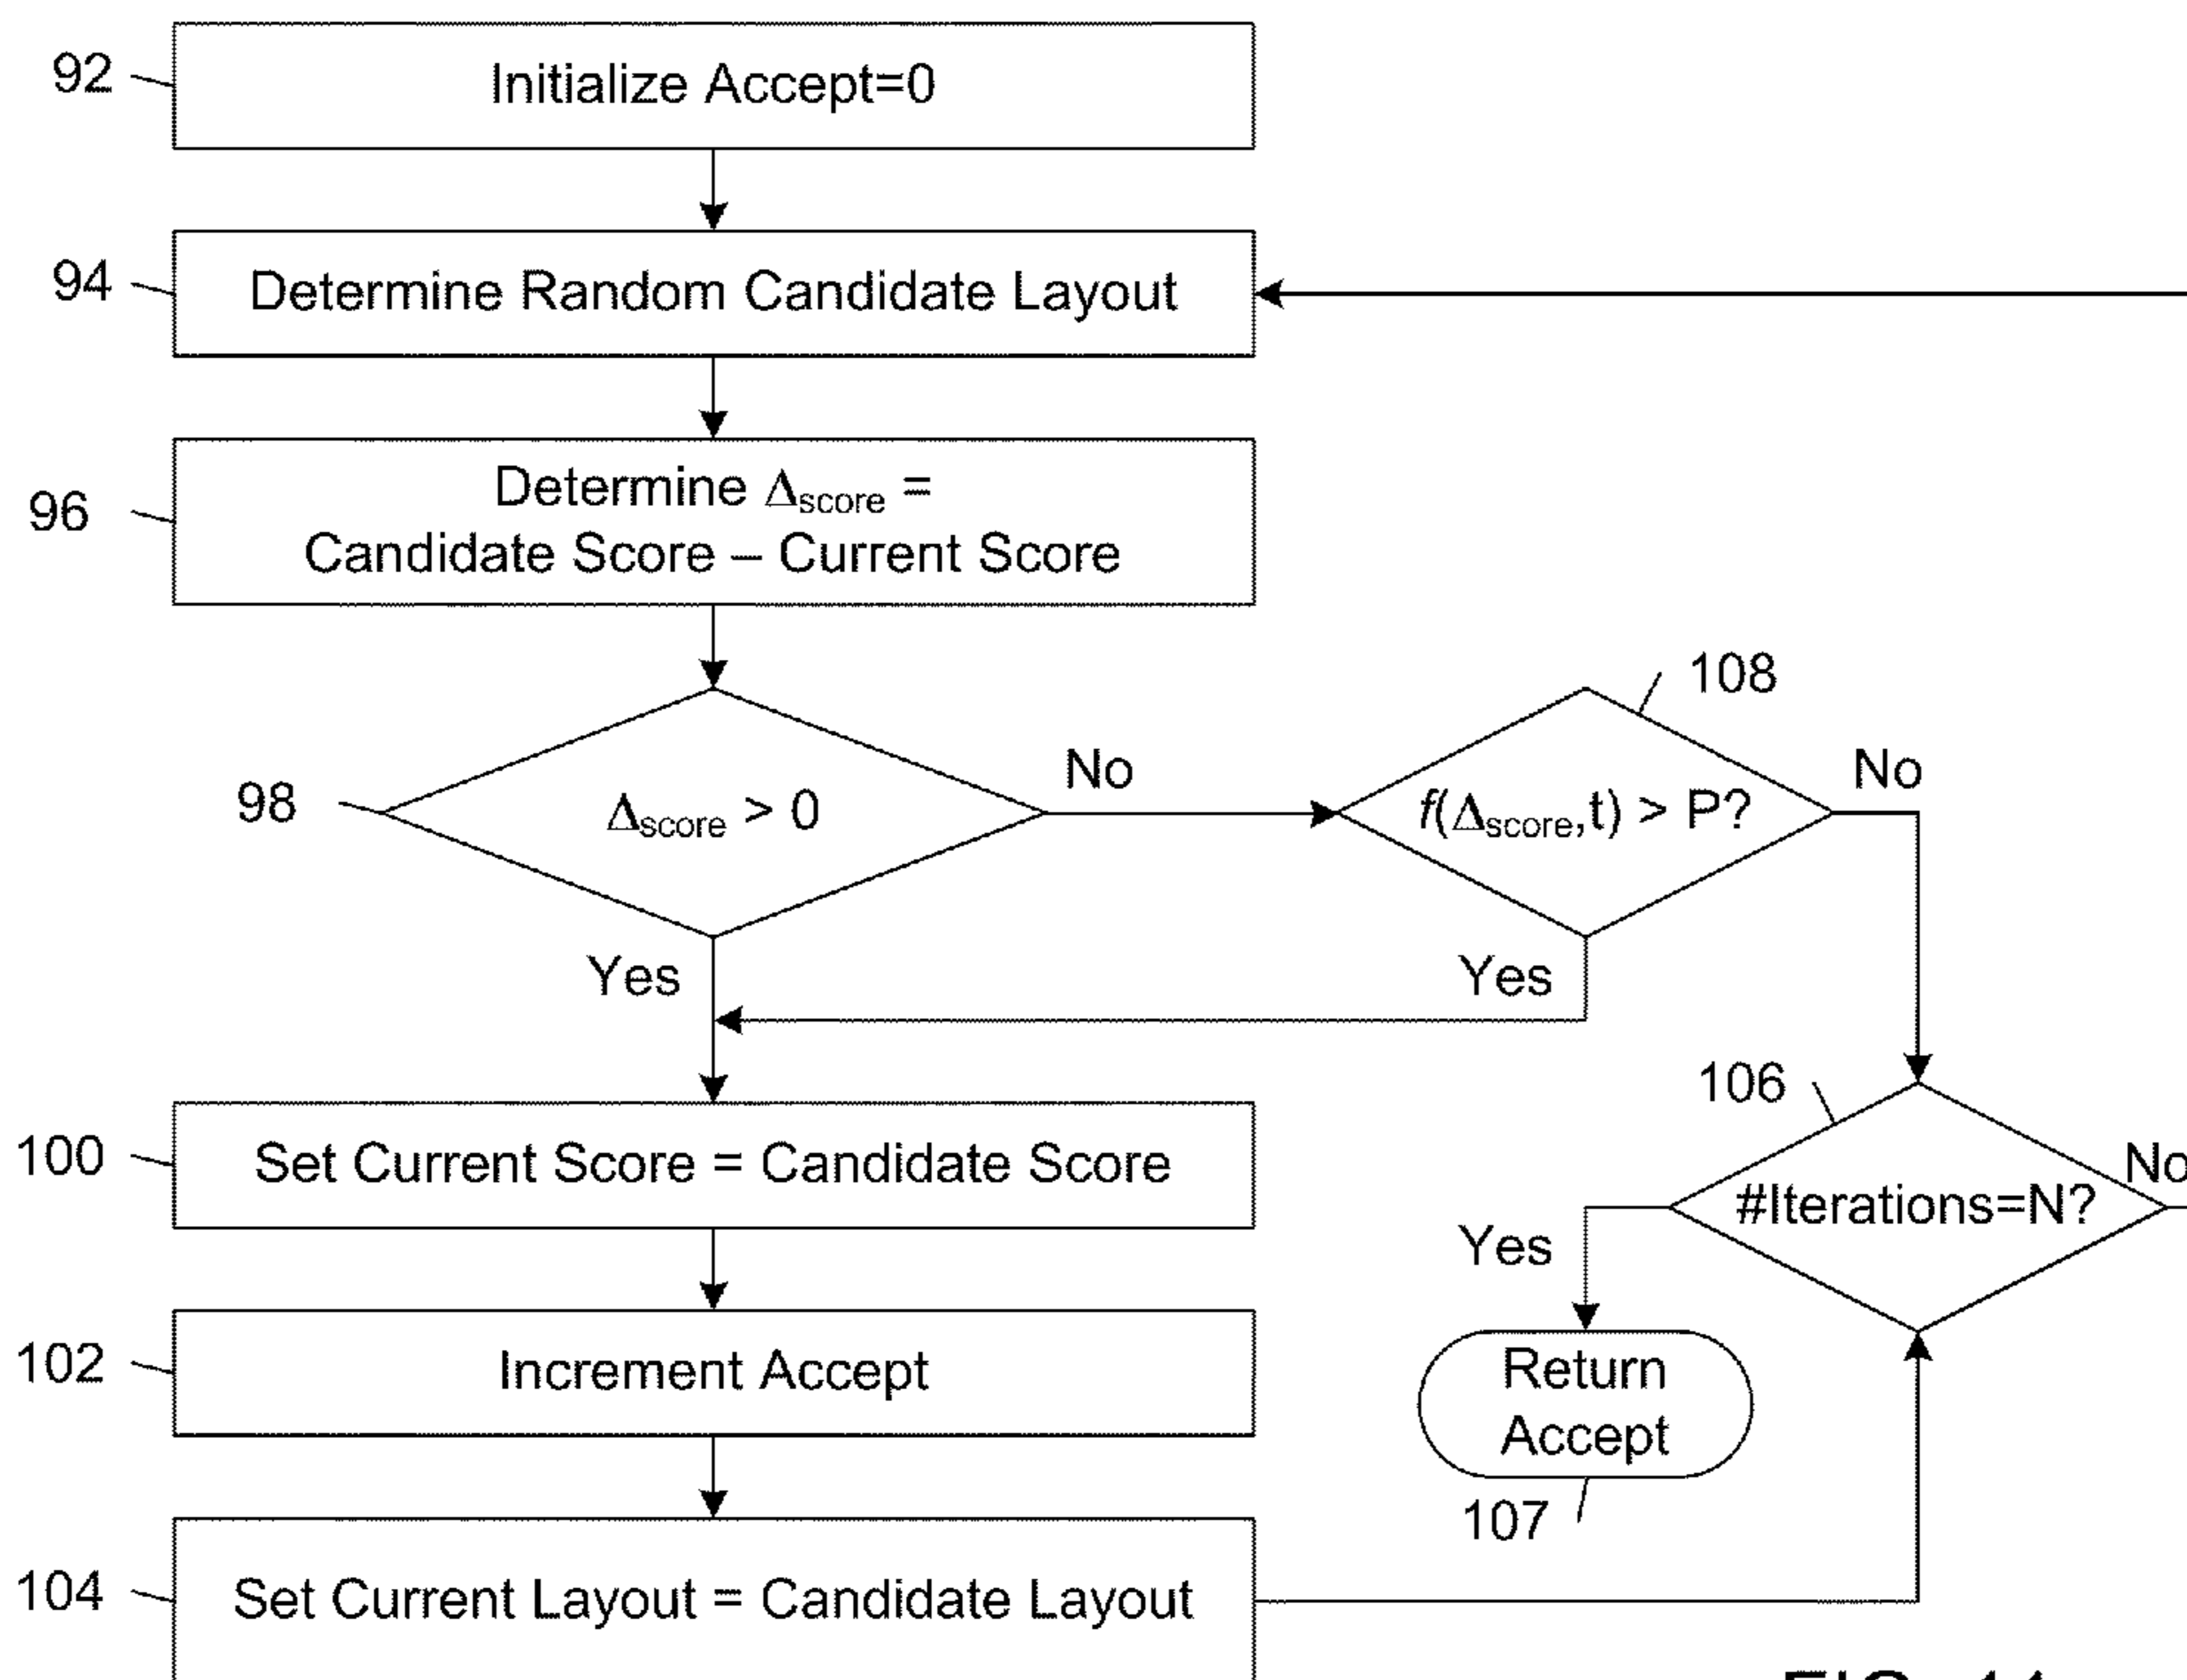 92
Initialize Accept=0
94
Determine Random Candidate Layout
96
Determine Δscore =
Candidate Score – Current Score
108
98
Δscore > 0
No
f(Δscore,t) > P?
No
Yes
Yes
106
100
Set Current Score = Candidate Score
No
#Iterations=N?
Yes
102
Increment Accept
Return
Accept
107
104
Set Current Layout = Candidate Layout